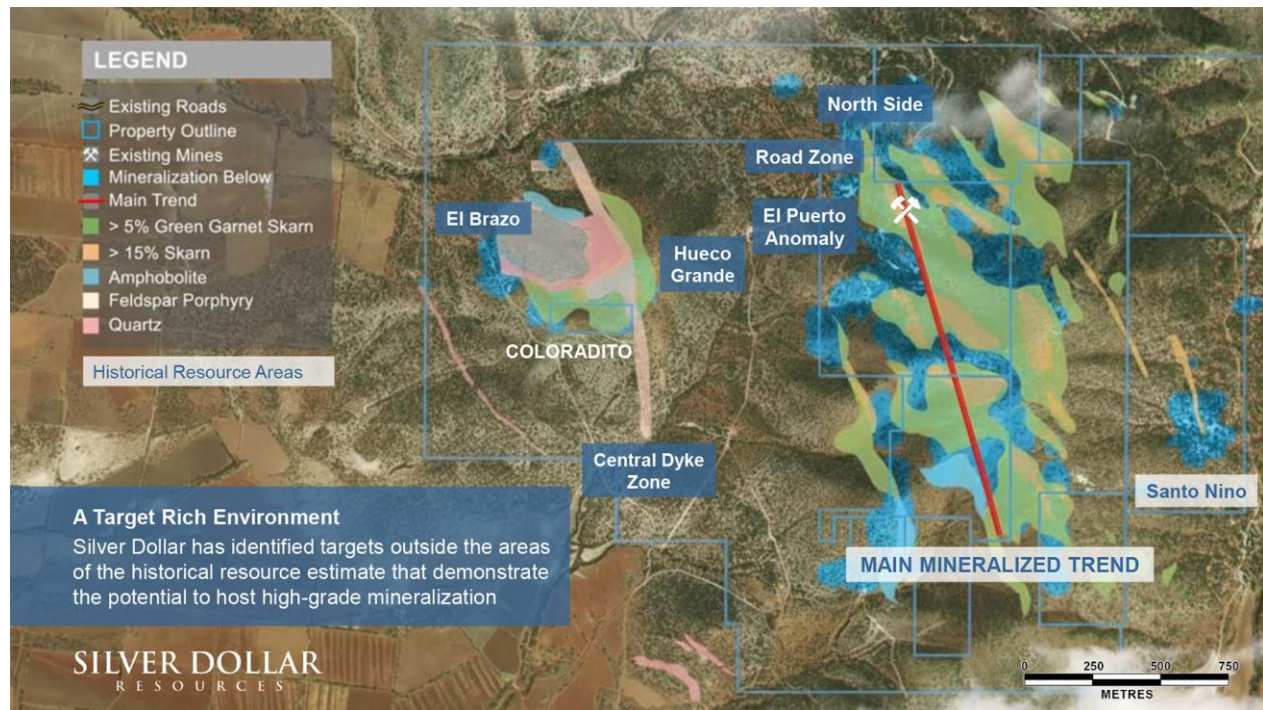 LEGEND
Existing Roads
Property Outline
Existing Mines
Mineralization Below
Main Trend
> 5% Green Garnet Skarn
> 15% Skarn
Amphobolite
Feldspar Porphyry
Quartz
Historical Resource Areas
North Side
Road Zone
El Puerto
Anomaly
El Brazo
Hueco
Grande
COLORADITO
Central Dyke
Zone
Santo Nino
MAIN MINERALIZED TREND
A Target Rich Environment
Silver Dollar has identified targets outside the areas
of the historical resource estimate that demonstrate
the potential to host high-grade mineralization
SILVER DOLLAR
RESOURCES
0 250 500 750
METRES